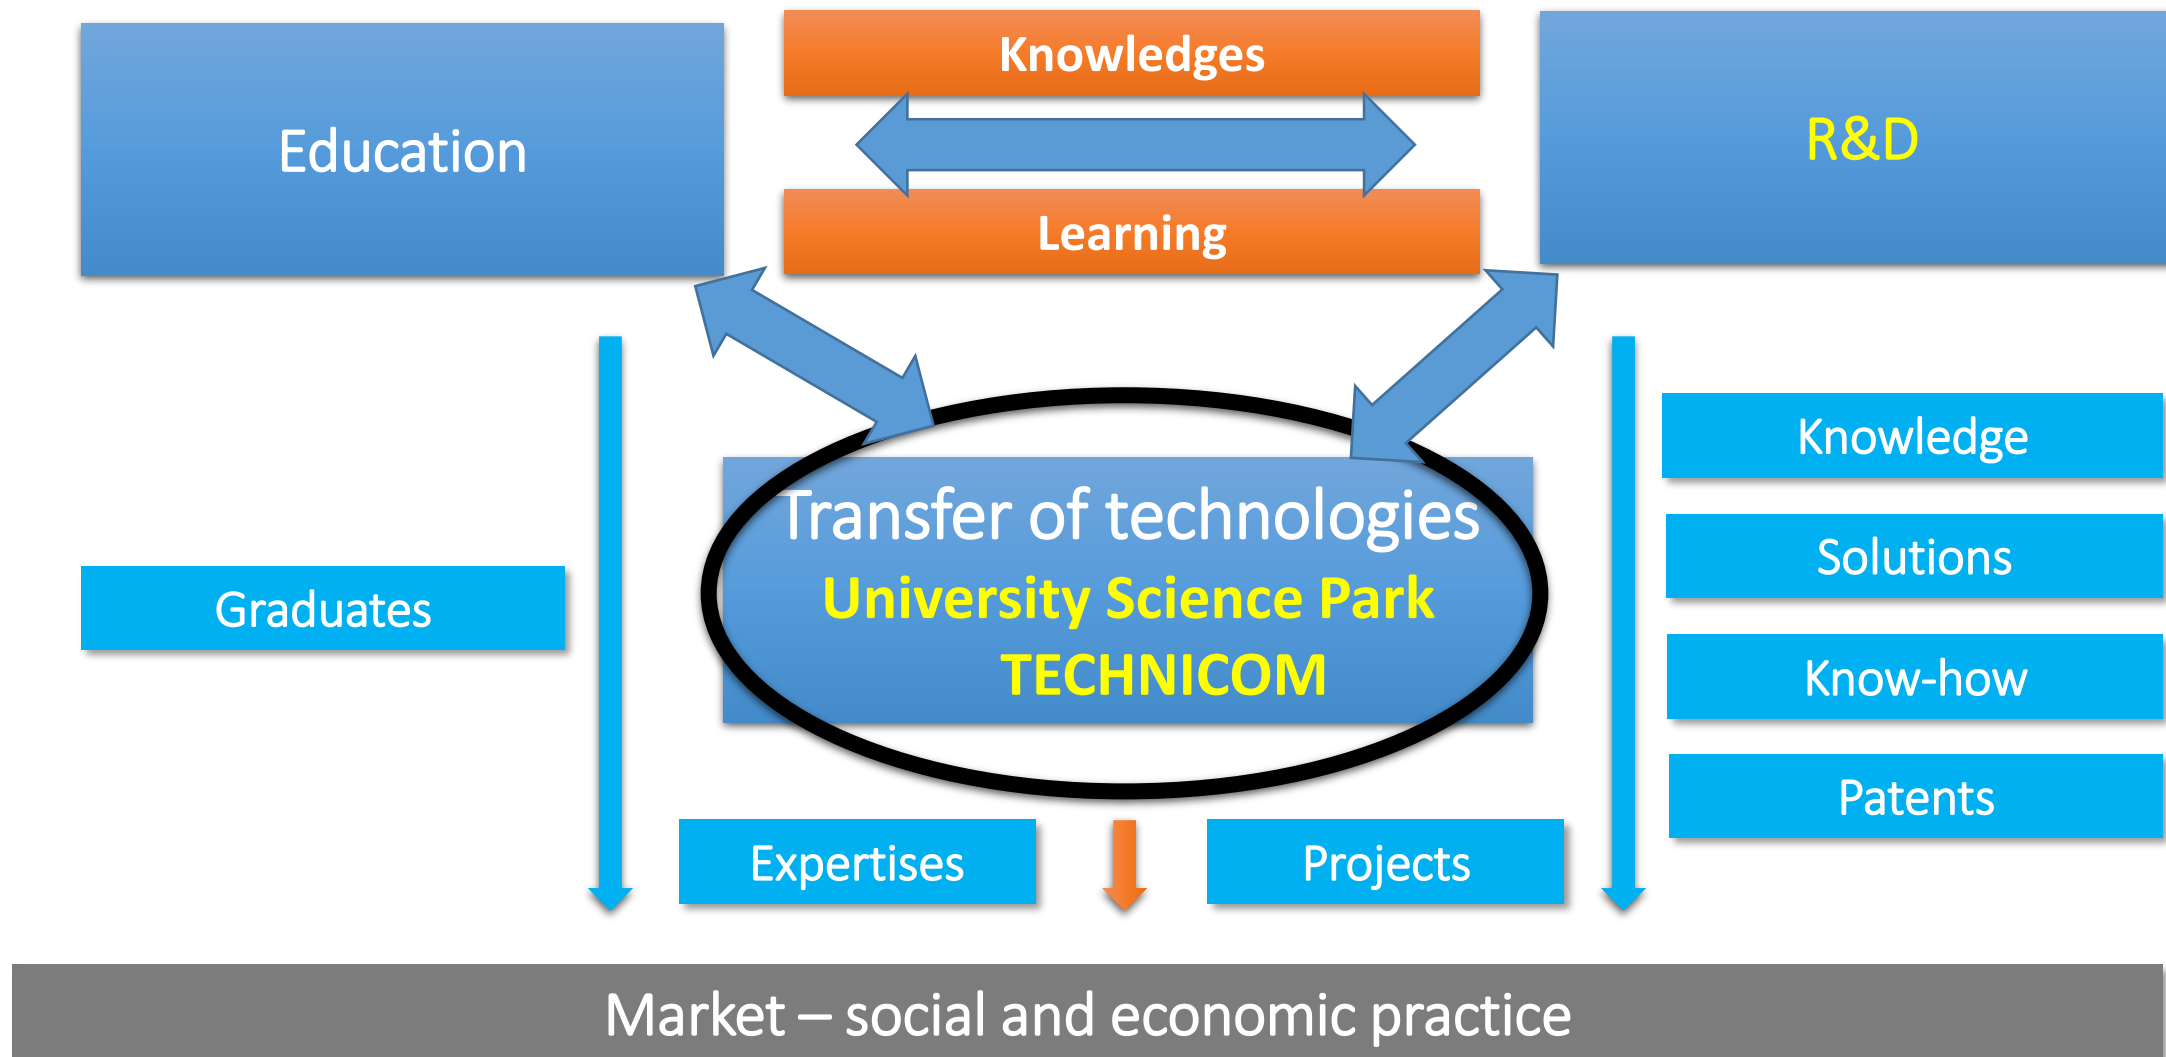 Knowledges
Education
R&D
Learning
Knowledge
Transfer of technologies
Solutions
University Science Park
Graduates
TECHNICOM
Know-how
Patents
Expertises
Projects
Market – social and economic practice